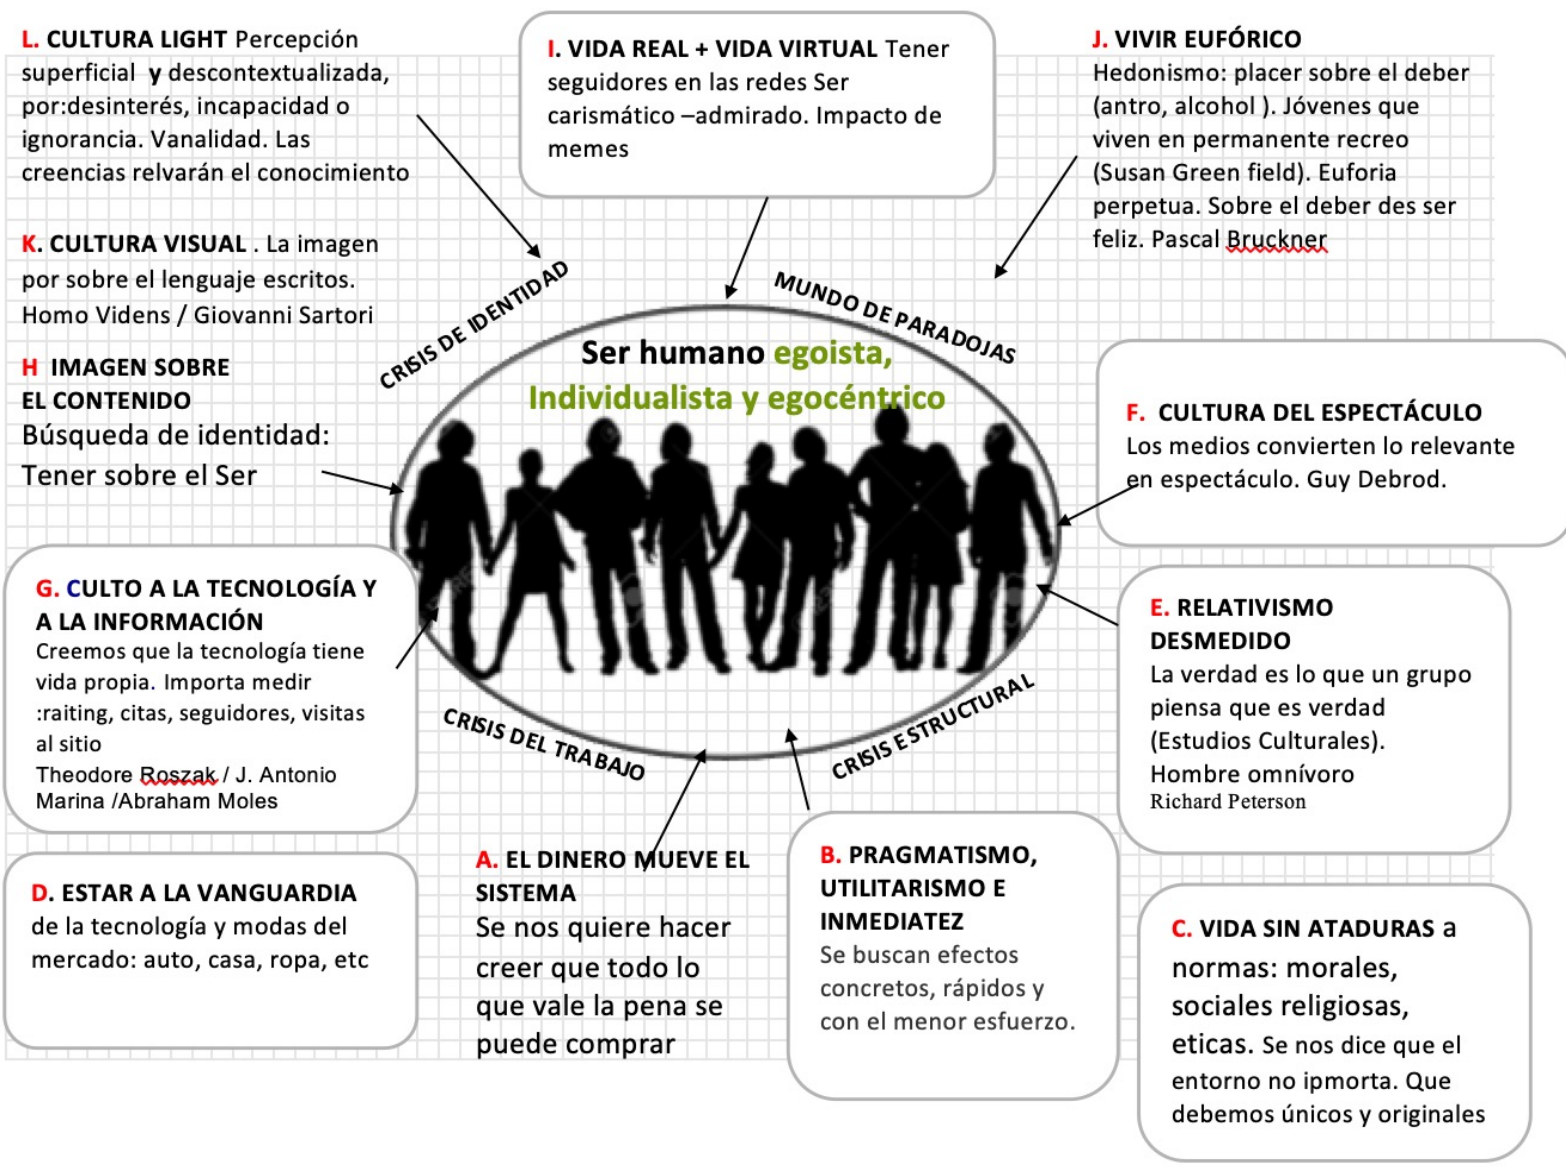 L. CULTURA LIGHT Percepción
superficial y descontextualizada,
por:desinterés, incapacidad o
ignorancia. Vanalidad. Las
creencias relvarán el conocimiento
K. CULTURA VISUAL . La imagen
por sobre el lenguaje escritos.
Homo Videns / Giovanni Sartori
H IMAGEN SOBRE
EL CONTENIDO
Búsqueda de identidad:
Tener sobre el Ser
G. CULTO A LA TECNOLOGÍA Y
A LA INFORMACIÓN
Creemos que la tecnología tiene
vida propia. Importa medir
:raiting, citas, seguidores, visitas
al sitio
Theodore Roszak / J. Antonio
Marina /Abraham Moles
D. ESTAR A LA VANGUARDIA
de la tecnología y modas del
mercado: auto, casa, ropa, etc
I. VIDA REAL + VIDA VIRTUAL Tener
seguidores en las redes Ser
carismático –admirado. Impacto de
memes
CRISIS DE IDENTIDAD
MUNDO DE PARADOJAS
Ser humano egoista,
Individualista y egocéntrico
CRISIS DEL TRABAJO
CRISIS ESTRUCTURAL
A. EL DINERO MUEVE EL
SISTEMA
Se nos quiere hacer
creer que todo lo
que vale la pena se
puede comprar
B. PRAGMATISMO,
UTILITARISMO E
INMEDIATEZ
Se buscan efectos
concretos, rápidos y
con el menor esfuerzo.
J. VIVIR EUFÓRICO
Hedonismo: placer sobre el deber
(antro, alcohol ). Jóvenes que
viven en permanente recreo
(Susan Green field). Euforia
perpetua. Sobre el deber des ser
feliz. Pascal Bruckner
F. CULTURA DEL ESPECTÁCULO
Los medios convierten lo relevante
en espectáculo. Guy Debrod.
E. RELATIVISMO
DESMEDIDO
La verdad es lo que un grupo
piensa que es verdad
(Estudios Culturales).
Hombre omnívoro
Richard Peterson
C. VIDA SIN ATADURAS a
normas: morales,
sociales religiosas,
eticas. Se nos dice que el
entorno no ipmorta. Que
debemos únicos y originales